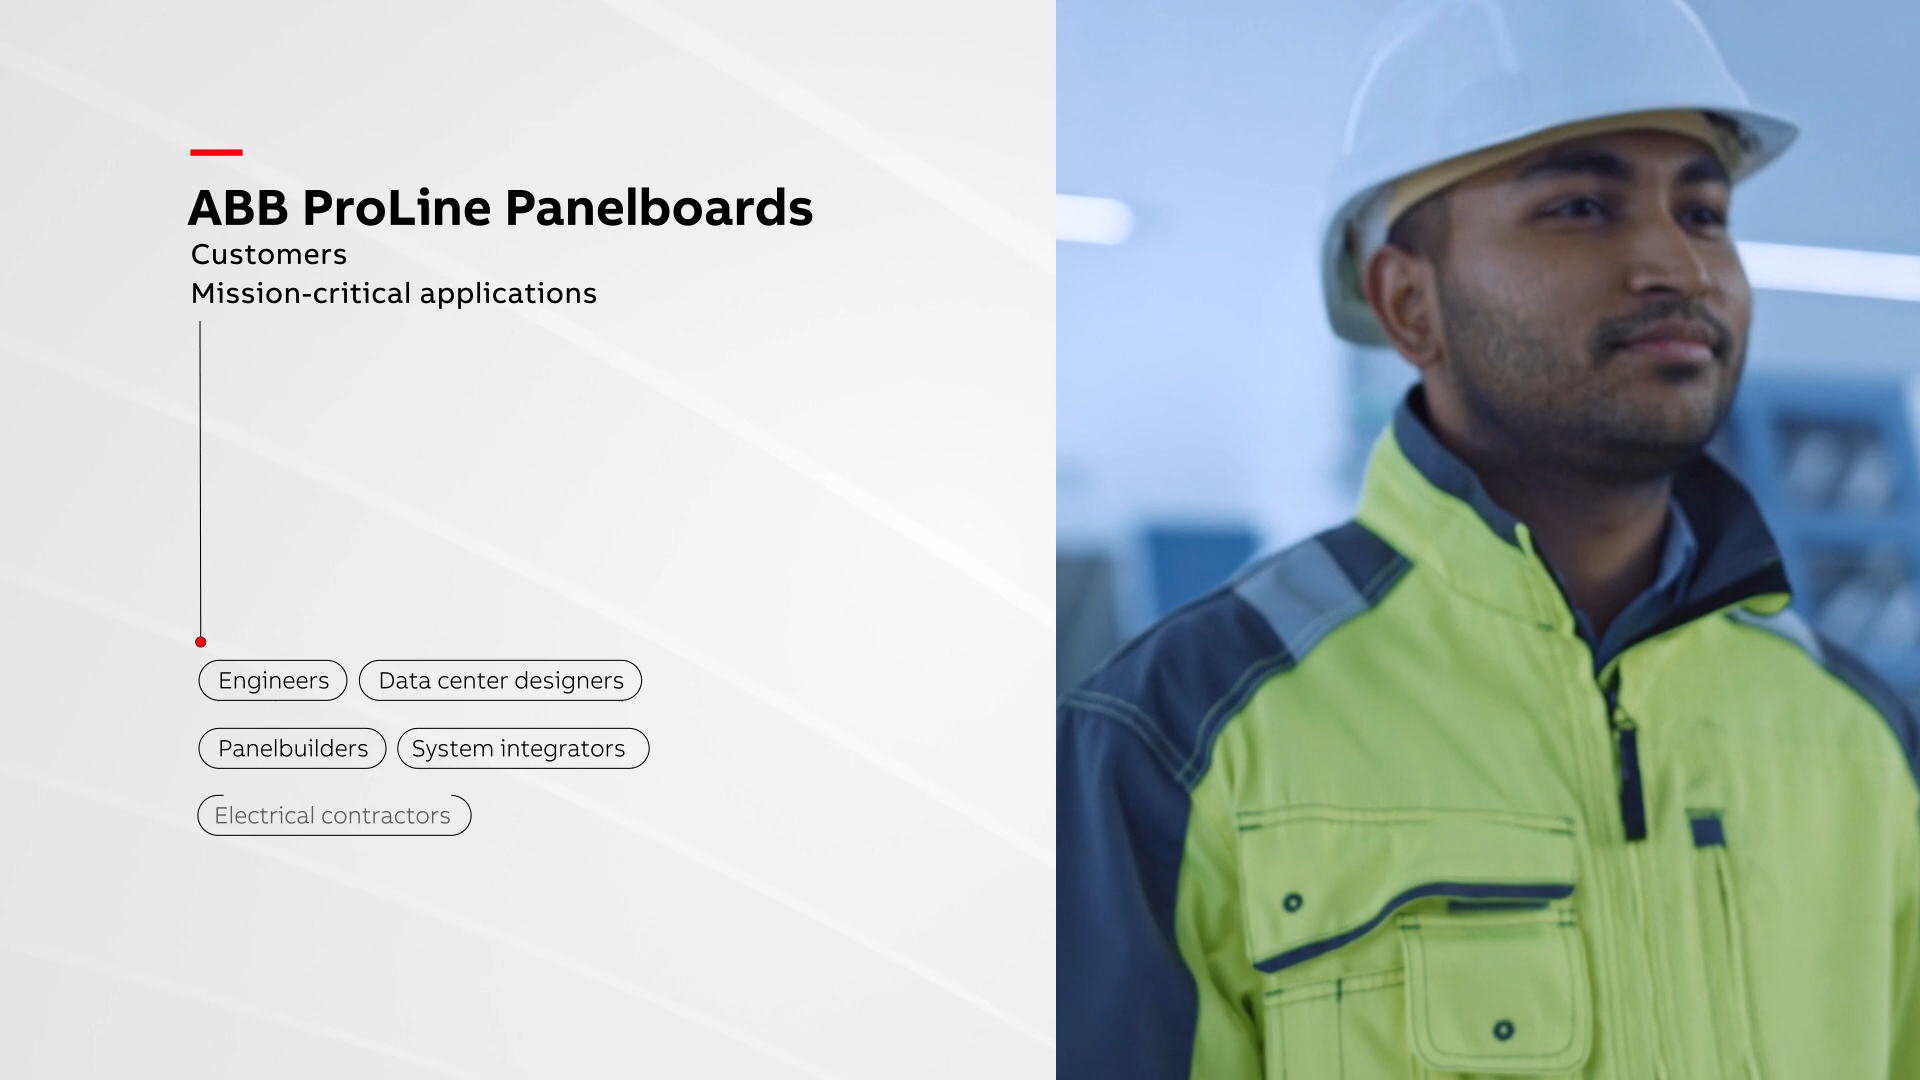 ABB ProLine Panelboards
Customers
Mission-critical applications
Engineers
Data center designers
Panelbuilders
System integrators
Electrical contractors